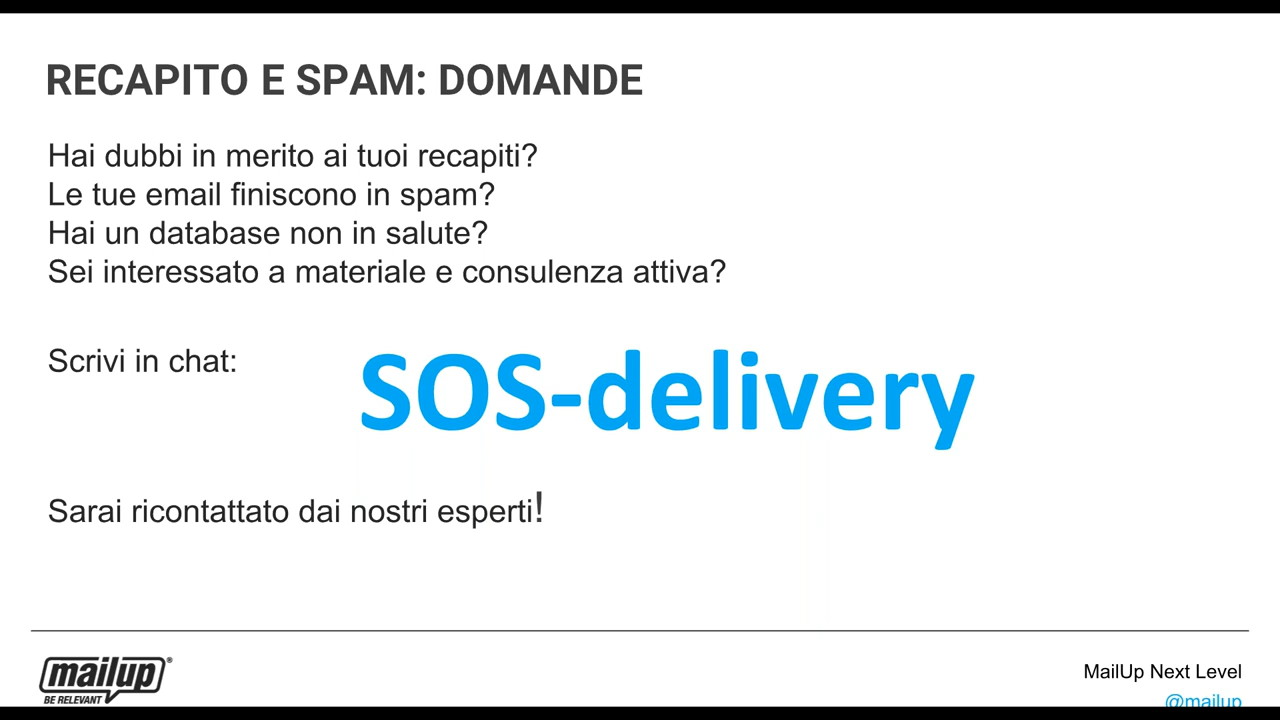 RECAPITO E SPAM: DOMANDE
Hai dubbi in merito ai tuoi recapiti?
Le tue email finiscono in spam?
Hai un database non in salute?
Sei interessato a materiale e consulenza attiva?
Scrivi in chat:
SOS-delivery
Sarai ricontattato dai nostri esperti!
mailup®
BE RELEVANT
MailUp Next Level
@mailup